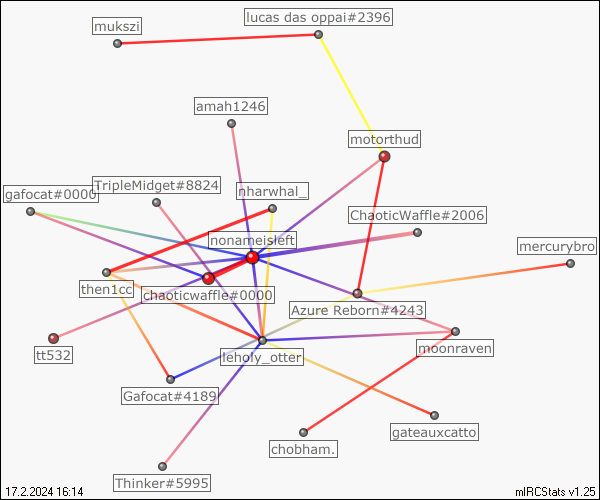 lucas das oppai#2396
mukszi
amah1246
motorthud
TripleMidget#8824
nharwhal_
gafocat#0000
ChaoticWaffle#2006
nonameisleft
mercurybro
then1cc
chaoticwaffle#0000
Azure Reborn#4243
tt532
leholy_otter
moonraven
Gafocat#4189
gateauxcatto
chobham.
Thinker#5995
17.2.2024 16:14
mIRCStats v1.25